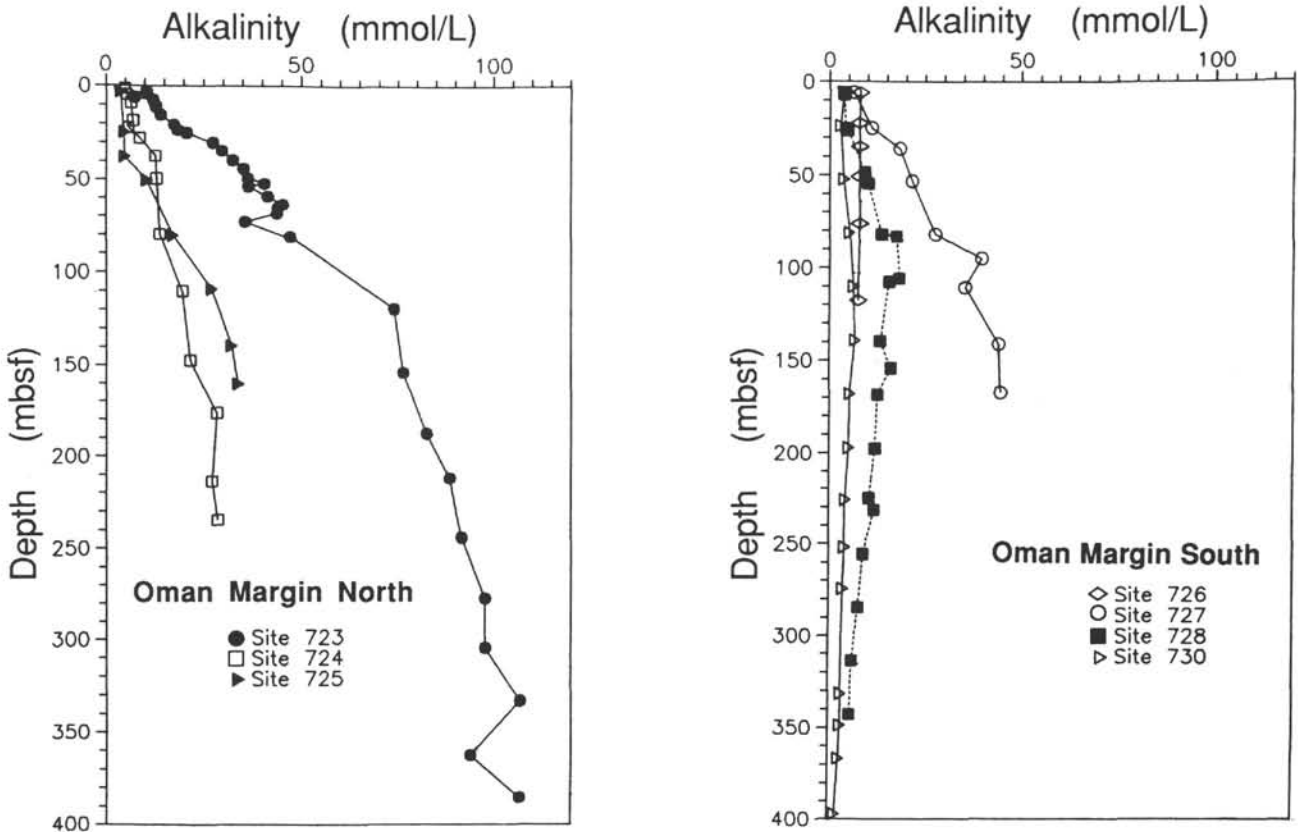 Alkalinity (mmol/L)
0 50 100
0
50
100
150
200
250
300
350
400
Depth (mbsf)
Oman Margin North
Site 723
Site 724
Site 725
Alkalinity (mmol/L)
0 50 100
0
50
100
150
200
250
300
350
400
Depth (mbsf)
Oman Margin South
Site 726
Site 727
Site 728
Site 730